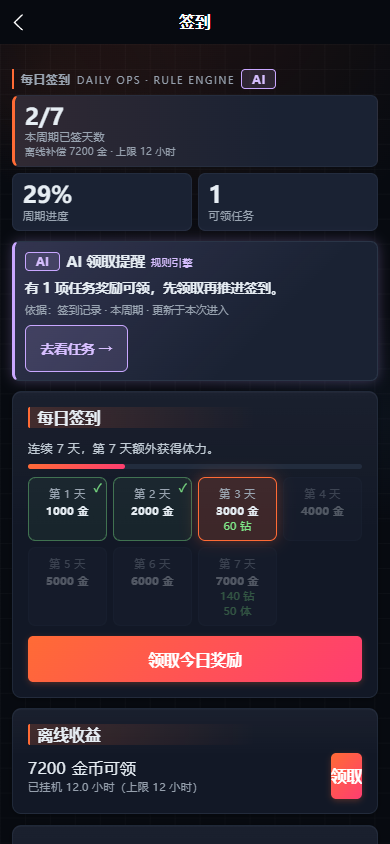 签到
每日签到 DAILY OPS · RULE ENGINE AI
2/7
本周期已签天数
离线补偿 7200 金 · 上限 12 小时
29%
周期进度
1
可领任务
AI AI 领取提醒 规则引擎
有 1 项任务奖励可领，先领取再推进签到。
依据：签到记录 · 本周期 · 更新于本次进入
去看任务 →
每日签到
连续 7 天，第 7 天额外获得体力。
第 1 天 ✓
1000 金
第 2 天 ✓
2000 金
第 3 天
3000 金
60 钻
第 4 天
4000 金
第 5 天
5000 金
第 6 天
6000 金
第 7 天
7000 金
140 钻
50 体
领取今日奖励
离线收益
7200 金币可领
已挂机 12.0 小时（上限 12 小时）
领取